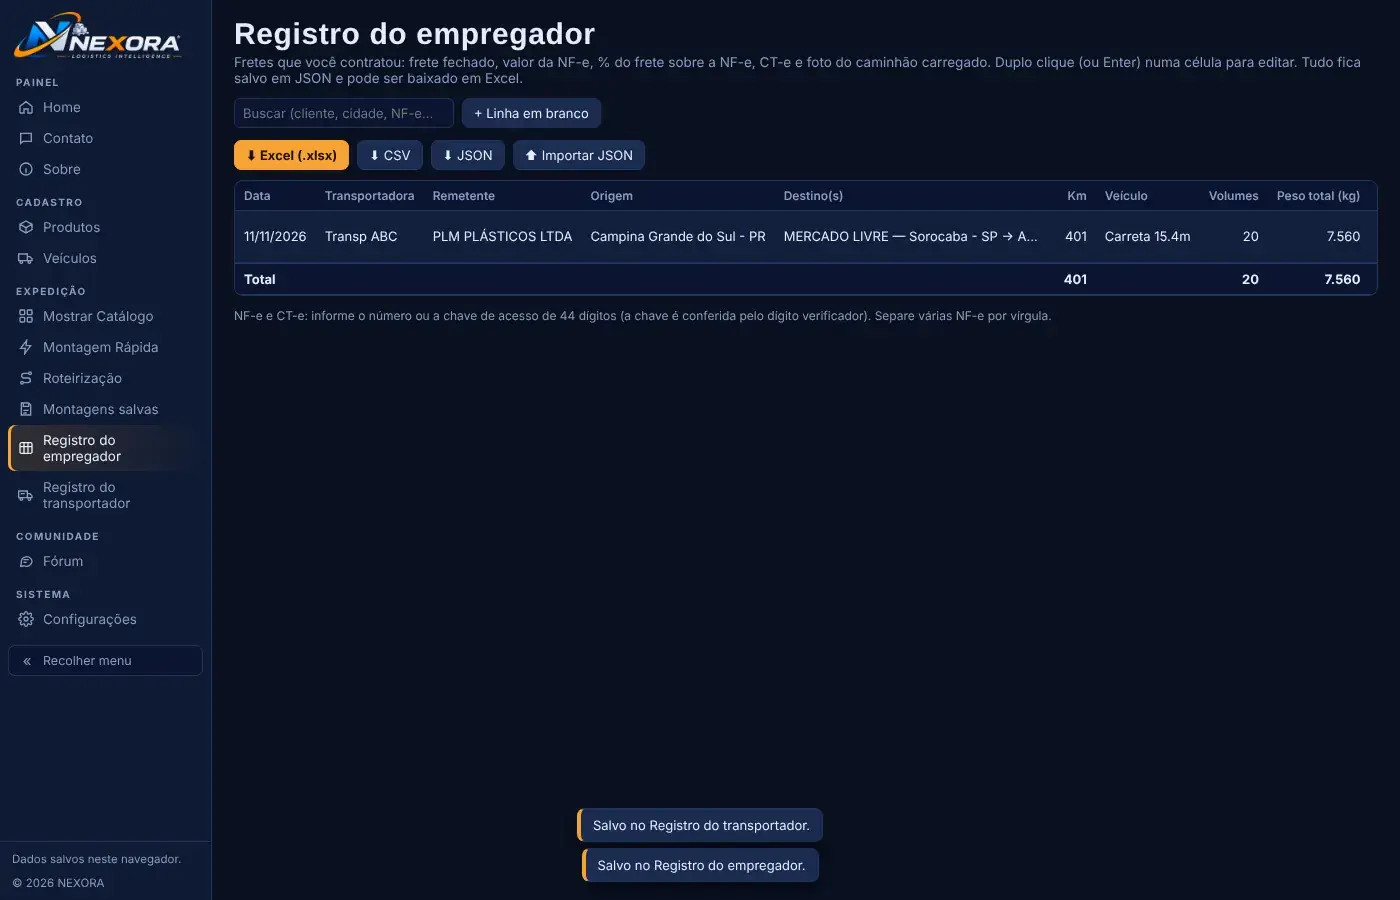 NEXORA
LOGISTICS INTELLIGENCE
PAINEL
Home
Contato
Sobre
CADASTRO
Produtos
Veículos
EXPEDIÇÃO
Mostrar Catálogo
Montagem Rápida
Roteirização
Montagens salvas
Registro do
empregador
Registro do
transportador
COMUNIDADE
Fórum
SISTEMA
Configurações
« Recolher menu
Dados salvos neste navegador.
© 2026 NEXORA
Registro do empregador
Fretes que você contratou: frete fechado, valor da NF-e, % do frete sobre a NF-e, CT-e e foto do caminhão carregado. Duplo clique (ou Enter) numa célula para editar. Tudo fica
salvo em JSON e pode ser baixado em Excel.
Buscar (cliente, cidade, NF-e... + Linha em branco
⬇ Excel (.xlsx) ⬇ CSV ⬇ JSON ⬆ Importar JSON
Data Transportadora Remetente Origem Destino(s) Km Veículo Volumes Peso total (kg)
11/11/2026 Transp ABC PLM PLÁSTICOS LTDA Campina Grande do Sul - PR MERCADO LIVRE — Sorocaba - SP → A... 401 Carreta 15.4m 20 7.560
Total 401 20 7.560
NF-e e CT-e: informe o número ou a chave de acesso de 44 dígitos (a chave é conferida pelo dígito verificador). Separe várias NF-e por vírgula.
Salvo no Registro do transportador.
Salvo no Registro do empregador.